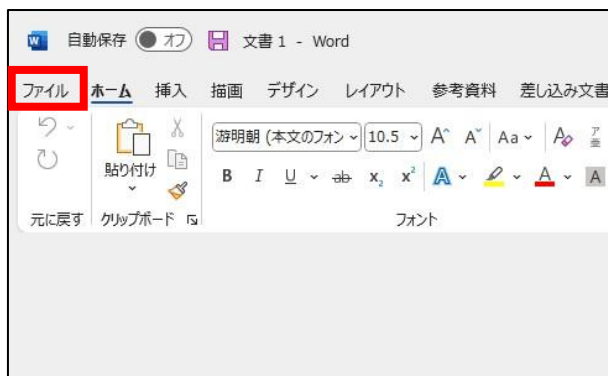 自動保存 オフ 文書 1 - Word
ファイル ホーム 挿入 描画 デザイン レイアウト 参考資料 差し込み文書
貼り付け
游明朝 (本文のフォン 10.5 A A Aa A ア亜
B I U ab x₂ x² A A A
元に戻す クリップボード フォント